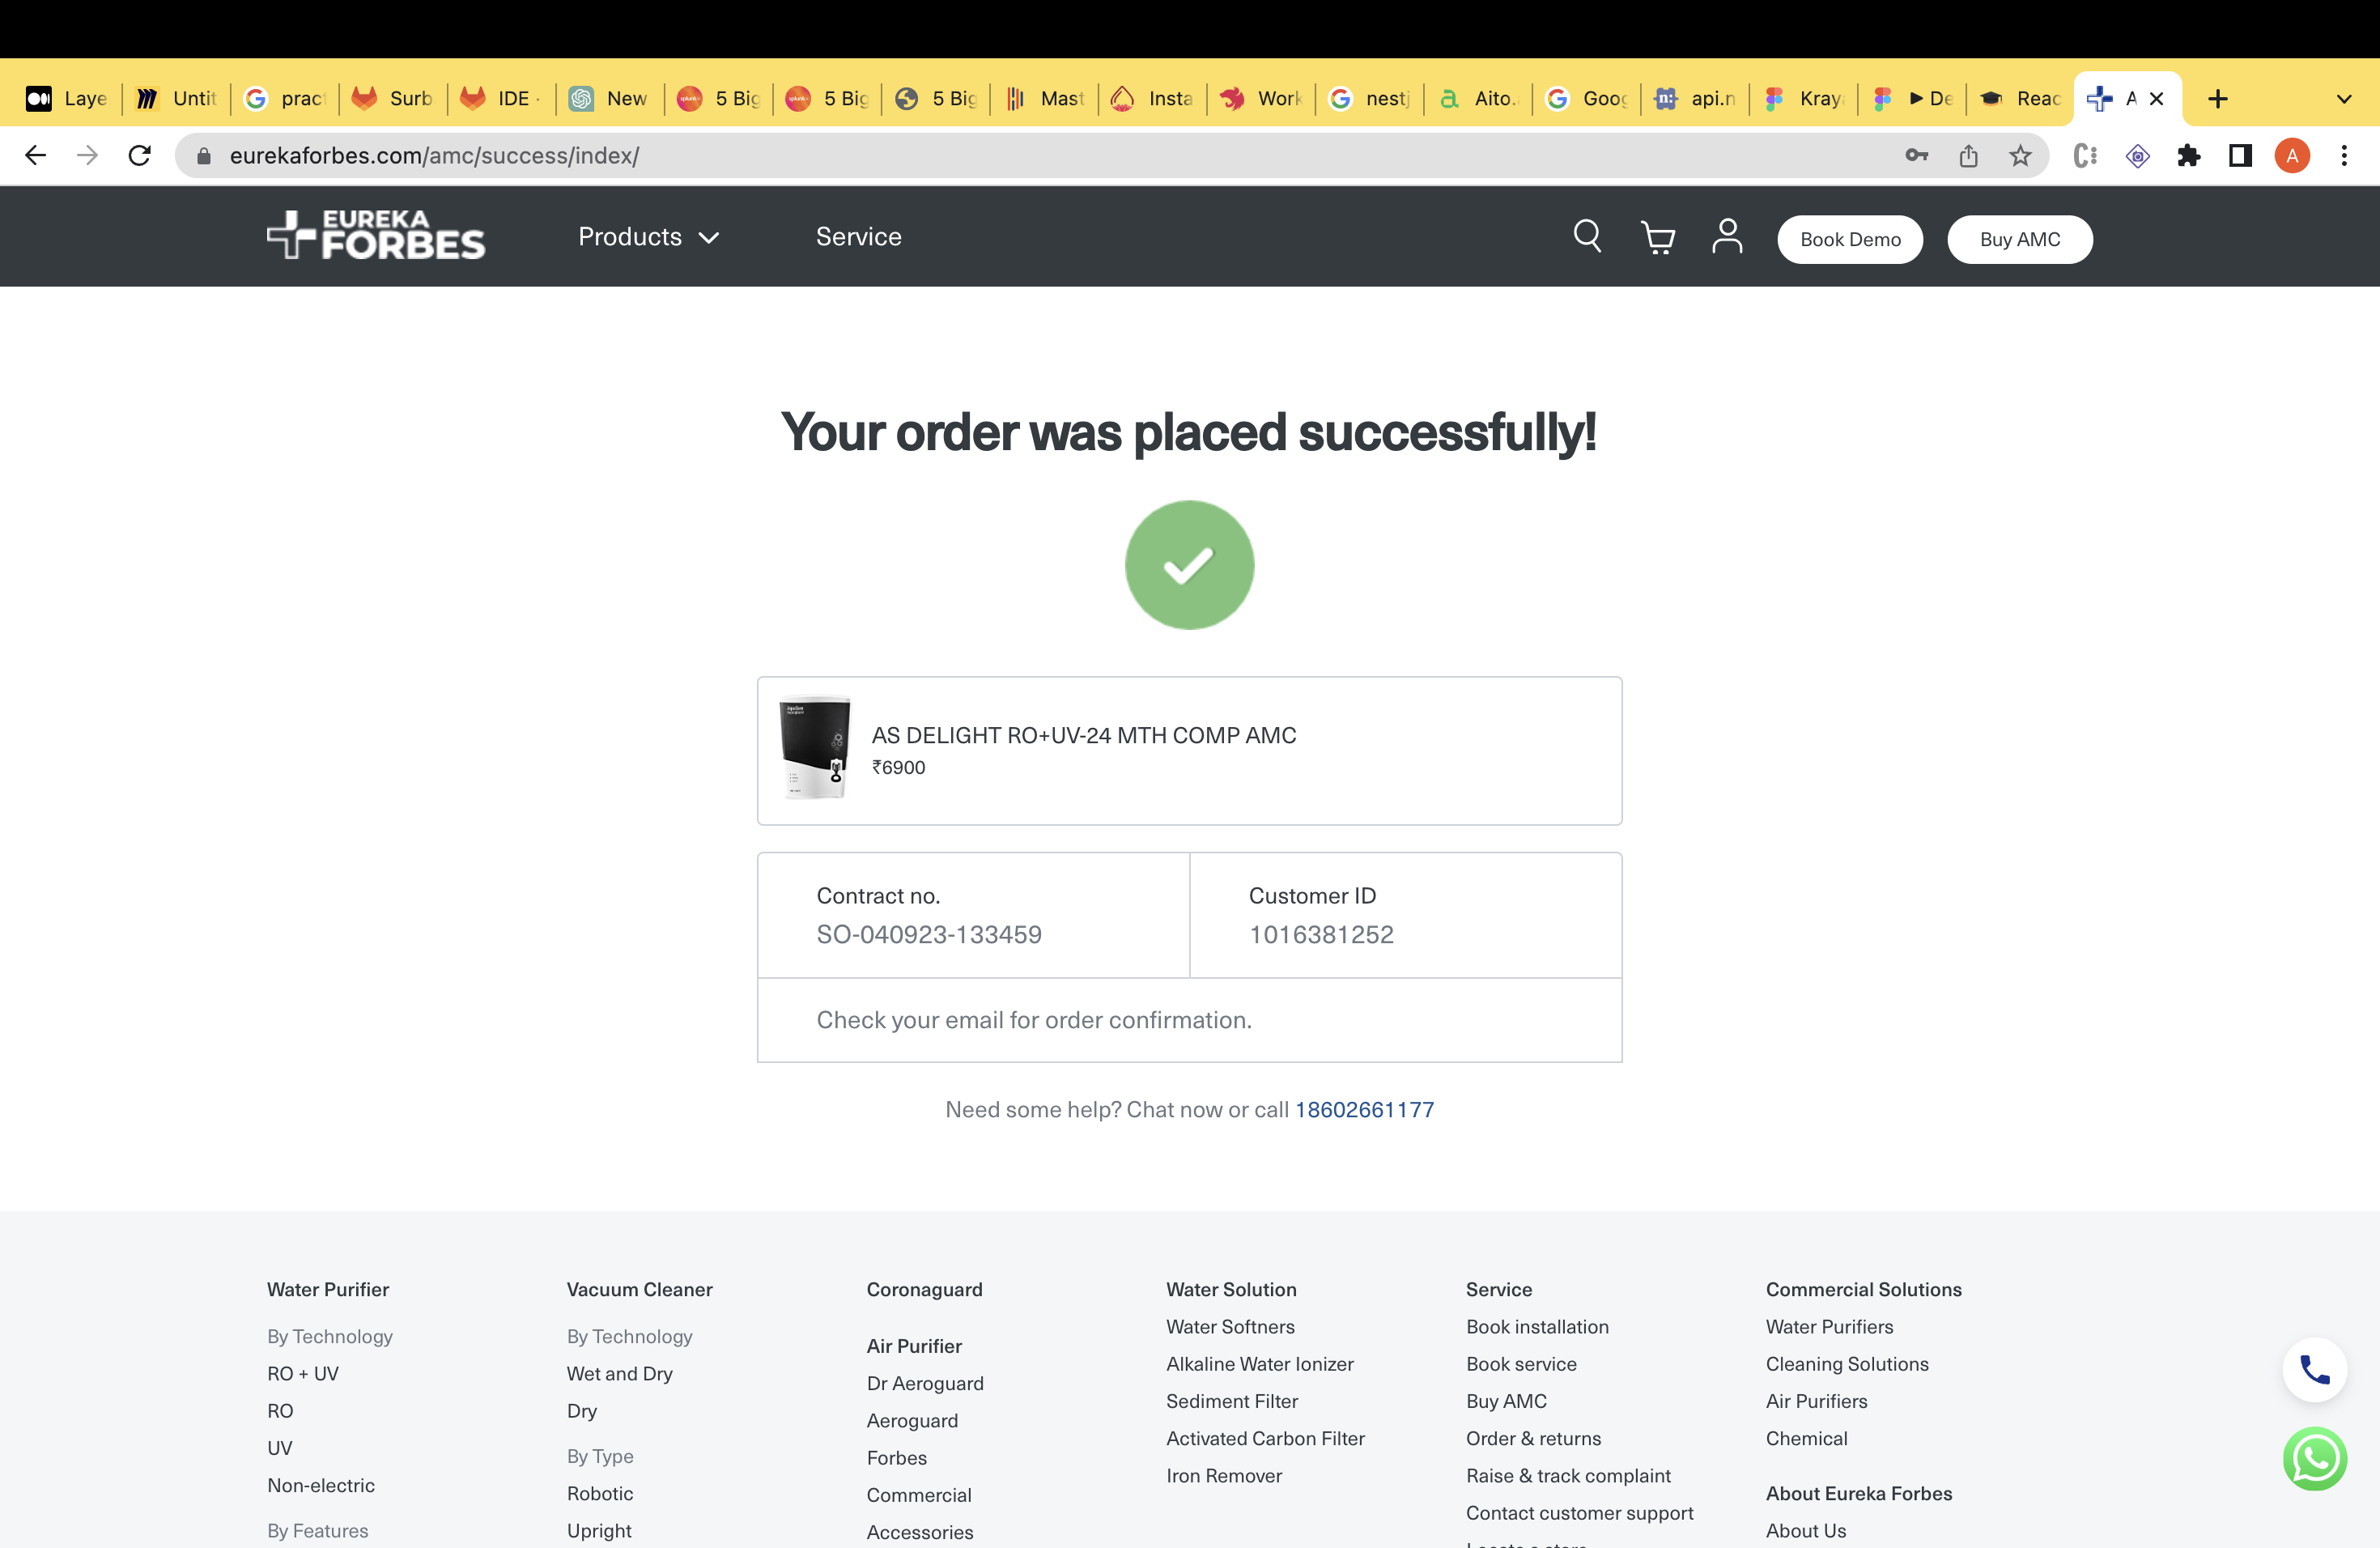 Laye
Untit
prac
Surb
IDE ·
New
5 Big
5 Big
5 Big
Mast
Insta
Work
nestj
Aito.
Goog
api.n
Kray
▶ De
Reac
A
eurekaforbes.com/amc/success/index/
A
EUREKA
FORBES
Products
Service
Book Demo
Buy AMC
Your order was placed successfully!
AS DELIGHT RO+UV-24 MTH COMP AMC
₹6900
Contract no.
SO-040923-133459
Customer ID
1016381252
Check your email for order confirmation.
Need some help? Chat now or call 18602661177
Water Purifier
By Technology
RO + UV
RO
UV
Non-electric
By Features
Vacuum Cleaner
By Technology
Wet and Dry
Dry
By Type
Robotic
Upright
Coronaguard
Air Purifier
Dr Aeroguard
Aeroguard
Forbes
Commercial
Accessories
Water Solution
Water Softners
Alkaline Water Ionizer
Sediment Filter
Activated Carbon Filter
Iron Remover
Service
Book installation
Book service
Buy AMC
Order & returns
Raise & track complaint
Contact customer support
Commercial Solutions
Water Purifiers
Cleaning Solutions
Air Purifiers
Chemical
About Eureka Forbes
About Us